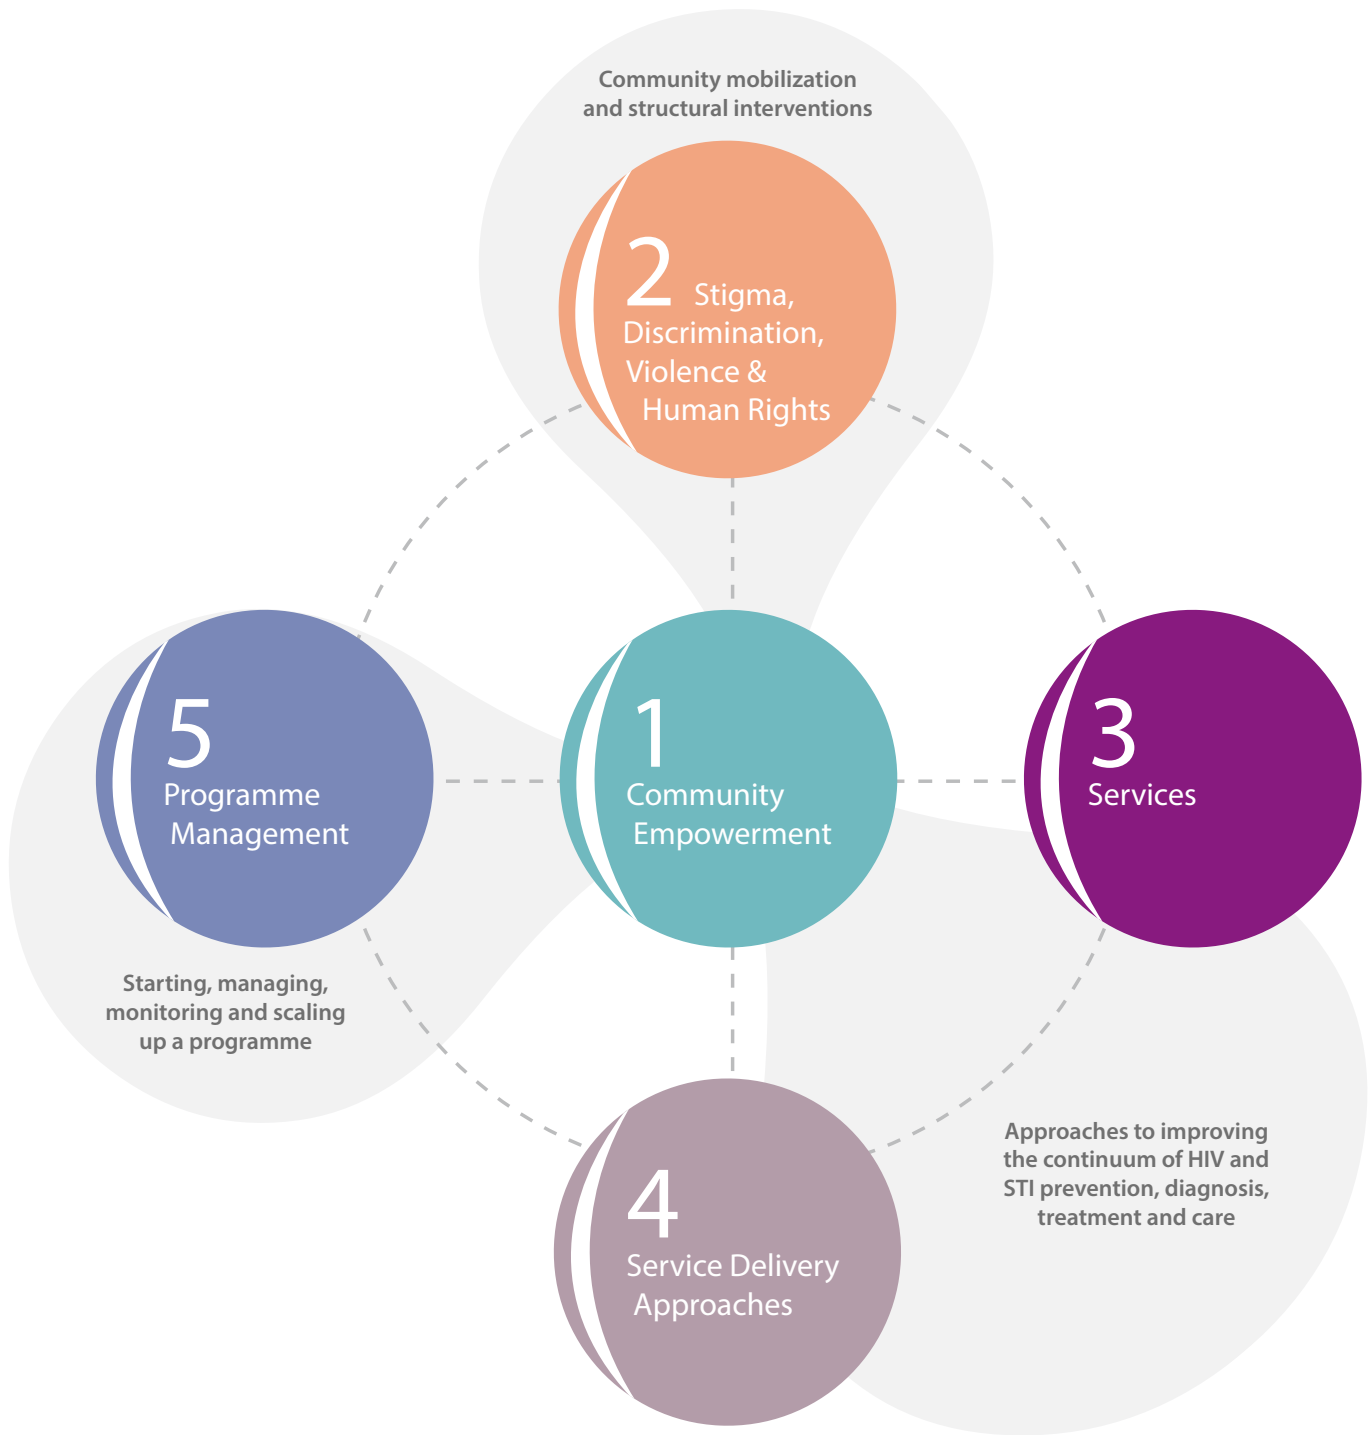 Community mobilization
and structural interventions
2 Stigma,
Discrimination,
Violence &
Human Rights
5
Programme
Management
1
Community
Empowerment
3
Services
Starting, managing,
monitoring and scaling
up a programme
Approaches to improving
the continuum of HIV and
STI prevention, diagnosis,
treatment and care
4
Service Delivery
Approaches